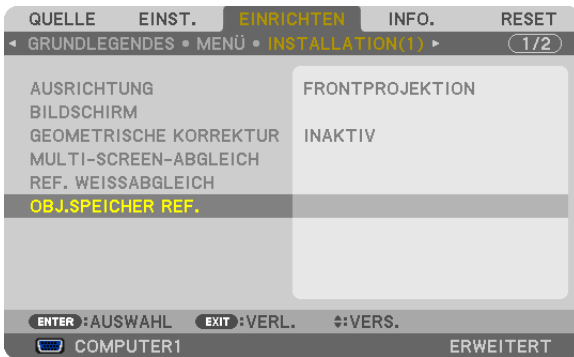 QUELLE EINST. EINRICHTEN INFO. RESET
◂ GRUNDLEGENDES • MENÜ • INSTALLATION(1) ▸ 1/2
AUSRICHTUNG FRONTPROJEKTION
BILDSCHIRM
GEOMETRISCHE KORREKTUR INAKTIV
MULTI-SCREEN-ABGLEICH
REF. WEISSABGLEICH
OBJ.SPEICHER REF.
ENTER :AUSWAHL EXIT :VERL. ♦:VERS.
COMPUTER1 ERWEITERT